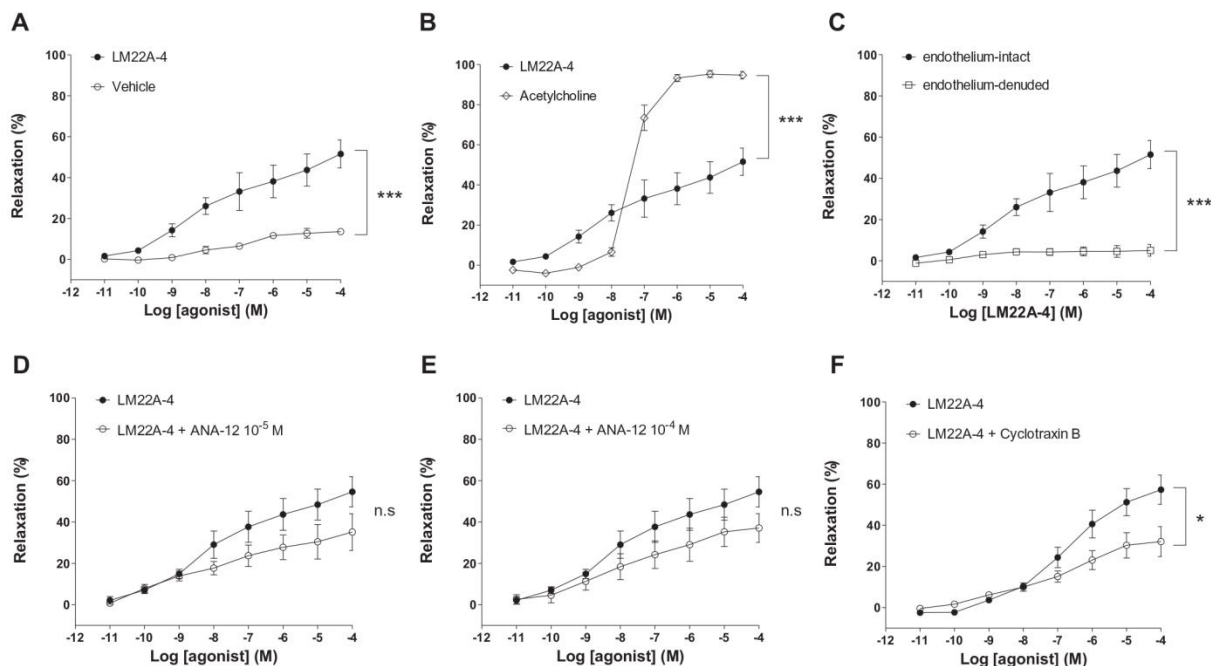 A
LM22A-4
Vehicle
Relaxation (%)
100
80
60
40
20
0
***
-12 -11 -10 -9 -8 -7 -6 -5 -4
Log [agonist] (M)
B
LM22A-4
Acetylcholine
Relaxation (%)
100
80
60
40
20
0
***
-12 -11 -10 -9 -8 -7 -6 -5 -4
Log [agonist] (M)
C
endothelium-intact
endothelium-denuded
Relaxation (%)
100
80
60
40
20
0
***
-12 -11 -10 -9 -8 -7 -6 -5 -4
Log [LM22A-4] (M)
D
LM22A-4
LM22A-4 + ANA-12 10⁻⁵ M
Relaxation (%)
100
80
60
40
20
0
n.s
-12 -11 -10 -9 -8 -7 -6 -5 -4
Log [agonist] (M)
E
LM22A-4
LM22A-4 + ANA-12 10⁻⁴ M
Relaxation (%)
100
80
60
40
20
0
n.s
-12 -11 -10 -9 -8 -7 -6 -5 -4
Log [agonist] (M)
F
LM22A-4
LM22A-4 + Cyclotraxin B
Relaxation (%)
100
80
60
40
20
0
*
-12 -11 -10 -9 -8 -7 -6 -5 -4
Log [agonist] (M)